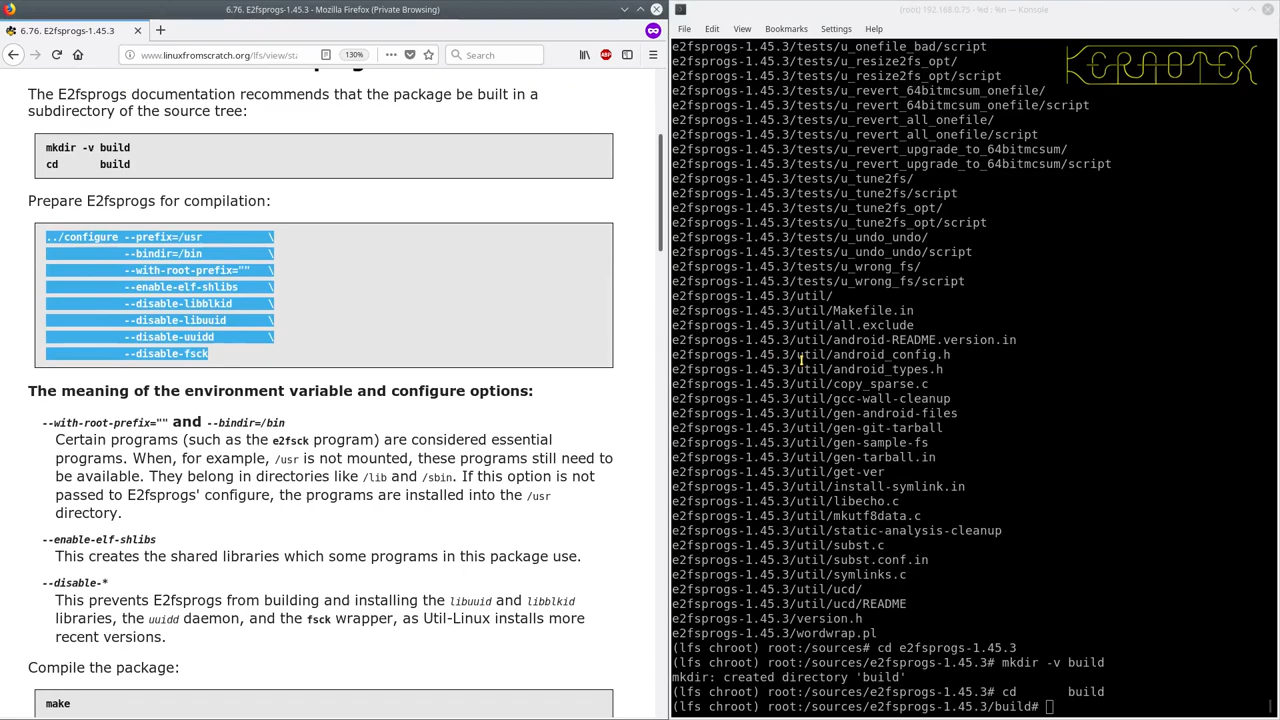 6.76. E2fsprogs-1.45.3 - Mozilla Firefox (Private Browsing)
6.76. E2fsprogs-1.45.3
www.linuxfromscratch.org/lfs/view/sta
130%
Search
ABP
The E2fsprogs documentation recommends that the package be built in a
subdirectory of the source tree:
mkdir -v build
cd      build
Prepare E2fsprogs for compilation:
../configure --prefix=/usr           \
             --bindir=/bin           \
             --with-root-prefix=""   \
             --enable-elf-shlibs     \
             --disable-libblkid      \
             --disable-libuuid       \
             --disable-uuidd         \
             --disable-fsck
The meaning of the environment variable and configure options:
--with-root-prefix="" and --bindir=/bin
Certain programs (such as the e2fsck program) are considered essential
programs. When, for example, /usr is not mounted, these programs still need to
be available. They belong in directories like /lib and /sbin. If this option is not
passed to E2fsprogs' configure, the programs are installed into the /usr
directory.
--enable-elf-shlibs
This creates the shared libraries which some programs in this package use.
--disable-*
This prevents E2fsprogs from building and installing the libuuid and libblkid
libraries, the uuidd daemon, and the fsck wrapper, as Util-Linux installs more
recent versions.
Compile the package:
make
[root] 192.168.0.75 - %d : %n — Konsole
File Edit View Bookmarks Settings Help
KERNOTEX
e2fsprogs-1.45.3/tests/u_onefile_bad/script
e2fsprogs-1.45.3/tests/u_resize2fs_opt/
e2fsprogs-1.45.3/tests/u_resize2fs_opt/script
e2fsprogs-1.45.3/tests/u_revert_64bitmcsum_onefile/
e2fsprogs-1.45.3/tests/u_revert_64bitmcsum_onefile/script
e2fsprogs-1.45.3/tests/u_revert_all_onefile/
e2fsprogs-1.45.3/tests/u_revert_all_onefile/script
e2fsprogs-1.45.3/tests/u_revert_upgrade_to_64bitmcsum/
e2fsprogs-1.45.3/tests/u_revert_upgrade_to_64bitmcsum/script
e2fsprogs-1.45.3/tests/u_tune2fs/
e2fsprogs-1.45.3/tests/u_tune2fs/script
e2fsprogs-1.45.3/tests/u_tune2fs_opt/
e2fsprogs-1.45.3/tests/u_tune2fs_opt/script
e2fsprogs-1.45.3/tests/u_undo_undo/
e2fsprogs-1.45.3/tests/u_undo_undo/script
e2fsprogs-1.45.3/tests/u_wrong_fs/
e2fsprogs-1.45.3/tests/u_wrong_fs/script
e2fsprogs-1.45.3/util/
e2fsprogs-1.45.3/util/Makefile.in
e2fsprogs-1.45.3/util/all.exclude
e2fsprogs-1.45.3/util/android-README.version.in
e2fsprogs-1.45.3/util/android_config.h
e2fsprogs-1.45.3/util/android_types.h
e2fsprogs-1.45.3/util/copy_sparse.c
e2fsprogs-1.45.3/util/gcc-wall-cleanup
e2fsprogs-1.45.3/util/gen-android-files
e2fsprogs-1.45.3/util/gen-git-tarball
e2fsprogs-1.45.3/util/gen-sample-fs
e2fsprogs-1.45.3/util/gen-tarball.in
e2fsprogs-1.45.3/util/get-ver
e2fsprogs-1.45.3/util/install-symlink.in
e2fsprogs-1.45.3/util/libecho.c
e2fsprogs-1.45.3/util/mkutf8data.c
e2fsprogs-1.45.3/util/static-analysis-cleanup
e2fsprogs-1.45.3/util/subst.c
e2fsprogs-1.45.3/util/subst.conf.in
e2fsprogs-1.45.3/util/symlinks.c
e2fsprogs-1.45.3/util/ucd/
e2fsprogs-1.45.3/util/ucd/README
e2fsprogs-1.45.3/version.h
e2fsprogs-1.45.3/wordwrap.pl
(lfs chroot) root:/sources# cd e2fsprogs-1.45.3
(lfs chroot) root:/sources/e2fsprogs-1.45.3# mkdir -v build
mkdir: created directory 'build'
(lfs chroot) root:/sources/e2fsprogs-1.45.3# cd       build
(lfs chroot) root:/sources/e2fsprogs-1.45.3/build#